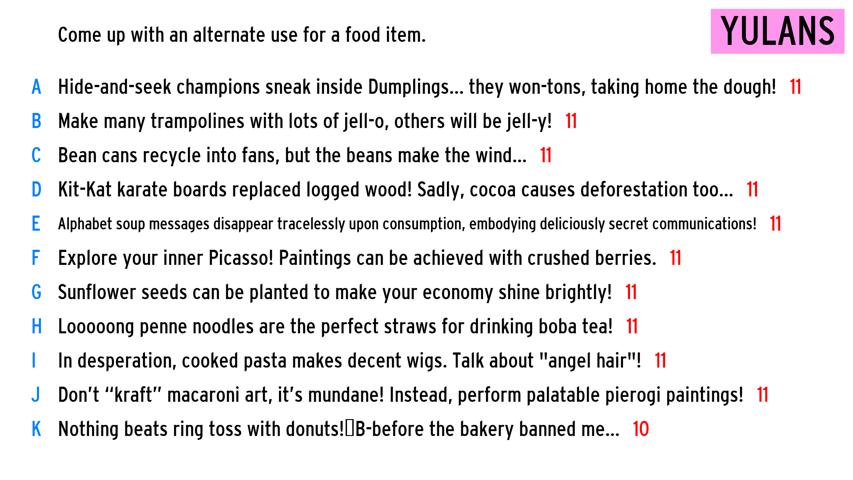 Come up with an alternate use for a food item.
YULANS
A Hide-and-seek champions sneak inside Dumplings... they won-tons, taking home the dough! 11
B Make many trampolines with lots of jell-o, others will be jell-y! 11
C Bean cans recycle into fans, but the beans make the wind... 11
D Kit-Kat karate boards replaced logged wood! Sadly, cocoa causes deforestation too... 11
E Alphabet soup messages disappear tracelessly upon consumption, embodying deliciously secret communications! 11
F Explore your inner Picasso! Paintings can be achieved with crushed berries. 11
G Sunflower seeds can be planted to make your economy shine brightly! 11
H Looooong penne noodles are the perfect straws for drinking boba tea! 11
I In desperation, cooked pasta makes decent wigs. Talk about "angel hair"! 11
J Don't “kraft” macaroni art, it's mundane! Instead, perform palatable pierogi paintings! 11
K Nothing beats ring toss with donuts!▯B-before the bakery banned me... 10